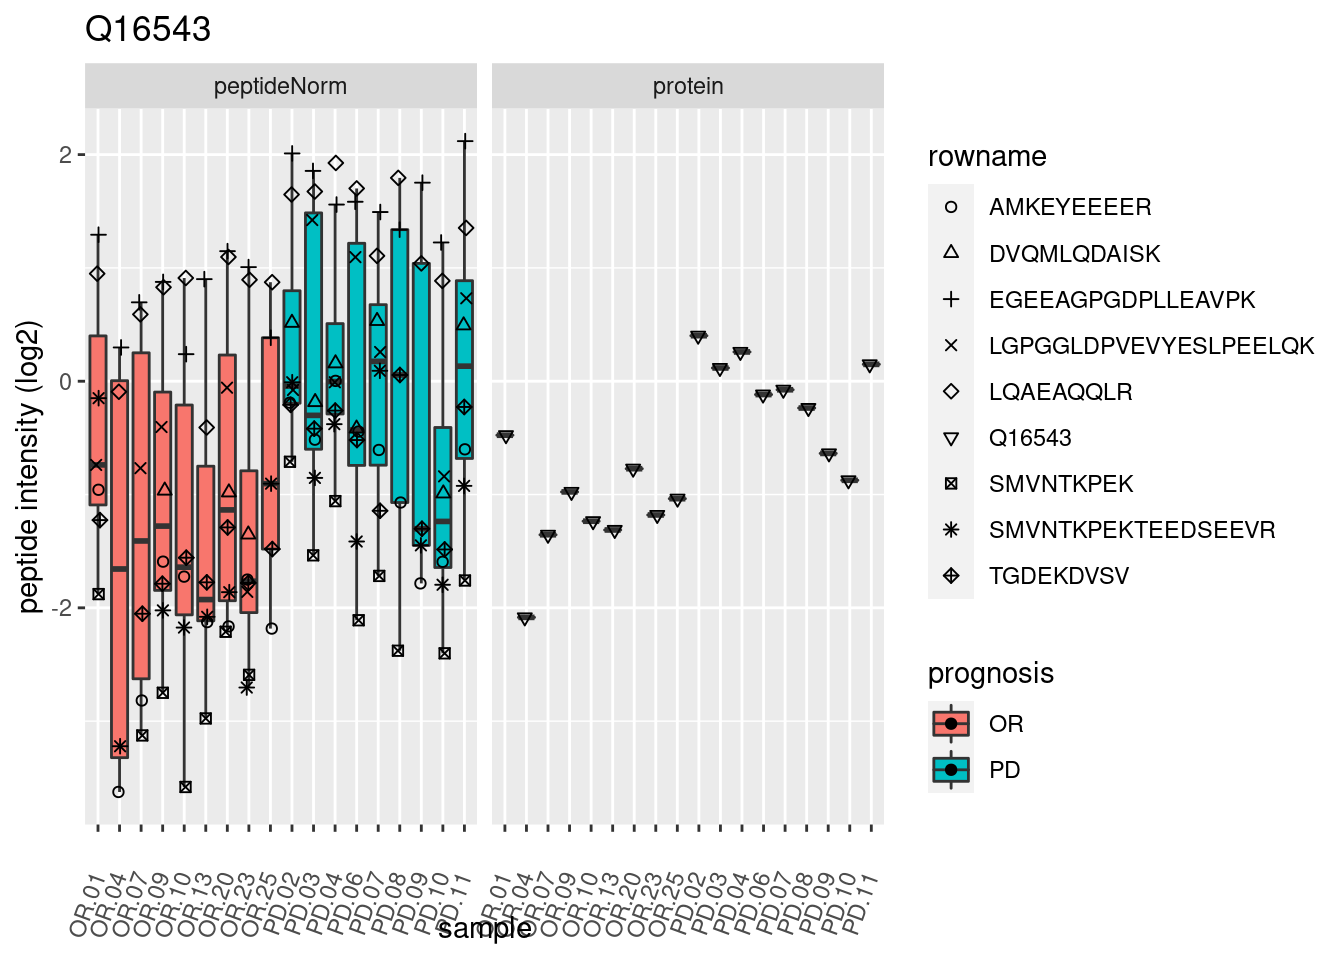 Q16543
peptideNorm
protein
2
0
-2
peptide intensity (log2)
OR.01
OR.04
OR.07
OR.09
OR.10
OR.13
OR.20
OR.23
OR.25
PD.02
PD.03
PD.04
PD.06
PD.07
PD.08
PD.09
PD.10
PD.11
OR.01
OR.04
OR.07
OR.09
OR.10
OR.13
OR.20
OR.23
OR.25
PD.02
PD.03
PD.04
PD.06
PD.07
PD.08
PD.09
PD.10
PD.11
sample
rowname
AMKEYEEEER
DVQMLQDAISK
EGEEAGPGDPLLEAVPK
LGPGGLDPVEVYESLPEELQK
LQAEAQQLR
Q16543
SMVNTKPEK
SMVNTKPEKTEEDSEEVR
TGDEKDVSV
prognosis
OR
PD